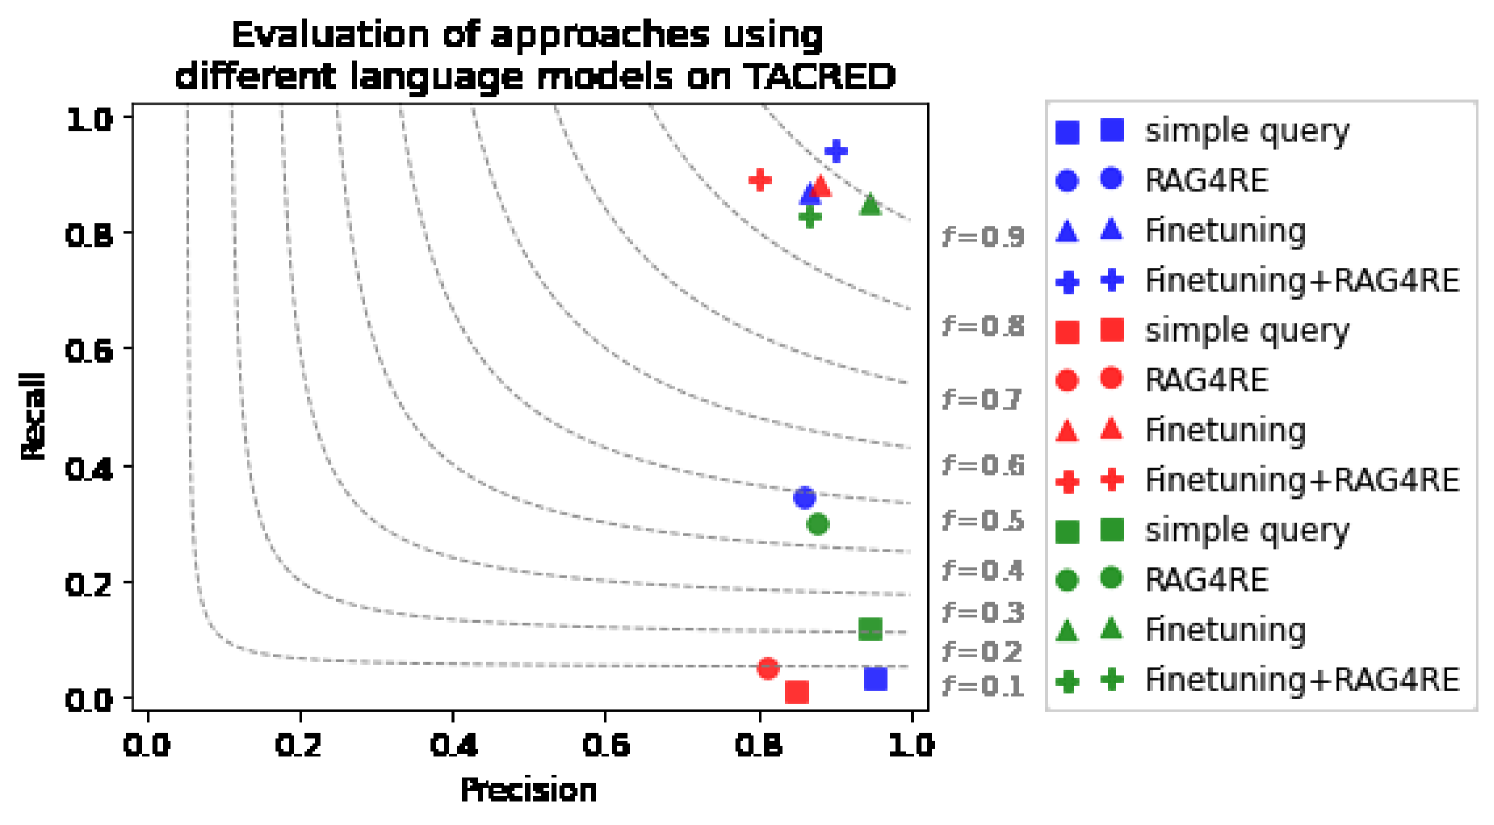 Evaluation of approaches using
different language models on TACRED
1.0
0.8
0.6
0.4
0.2
0.0
Recall
0.0 0.2 0.4 0.6 0.8 1.0
Precision
f=0.9
f=0.8
f=0.7
f=0.6
f=0.5
f=0.4
f=0.3
f=0.2
f=0.1
simple query
RAG4RE
Finetuning
Finetuning+RAG4RE
simple query
RAG4RE
Finetuning
Finetuning+RAG4RE
simple query
RAG4RE
Finetuning
Finetuning+RAG4RE